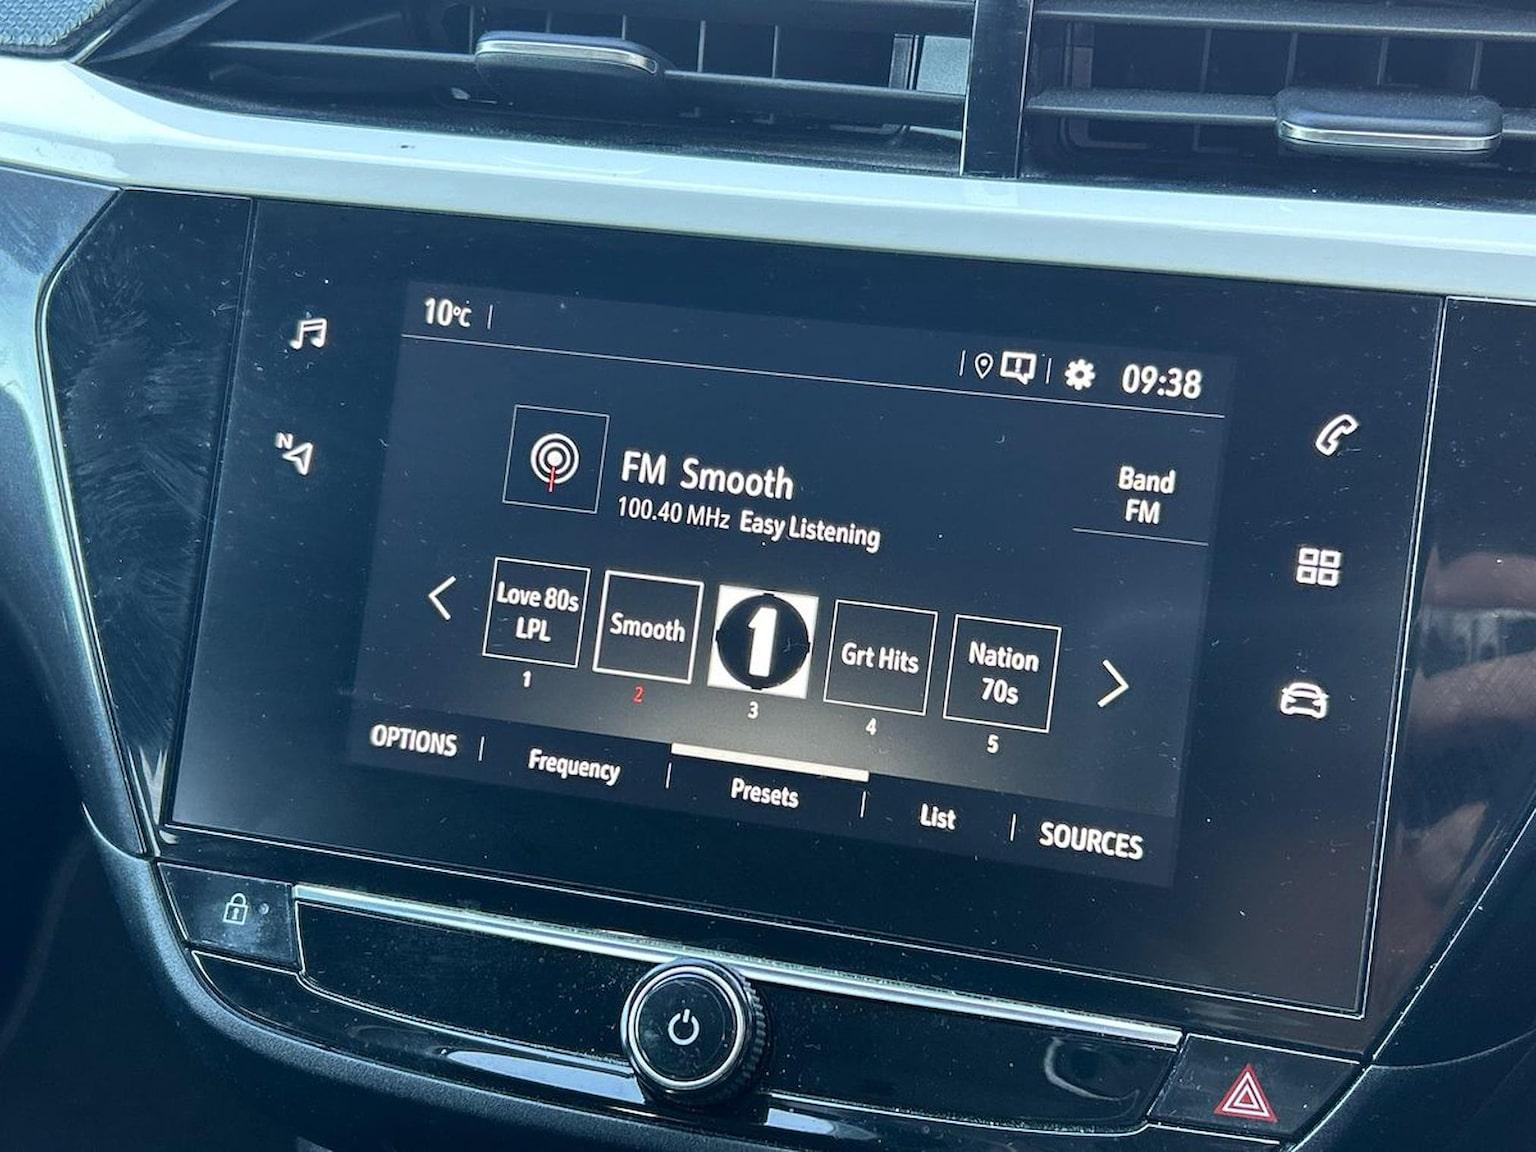 10°C
09:38
N
FM Smooth
100.40 MHz Easy Listening
Band
FM
Love 80s
LPL
Smooth
1
Grt Hits
Nation
70s
1
2
3
4
5
OPTIONS
Frequency
Presets
List
SOURCES